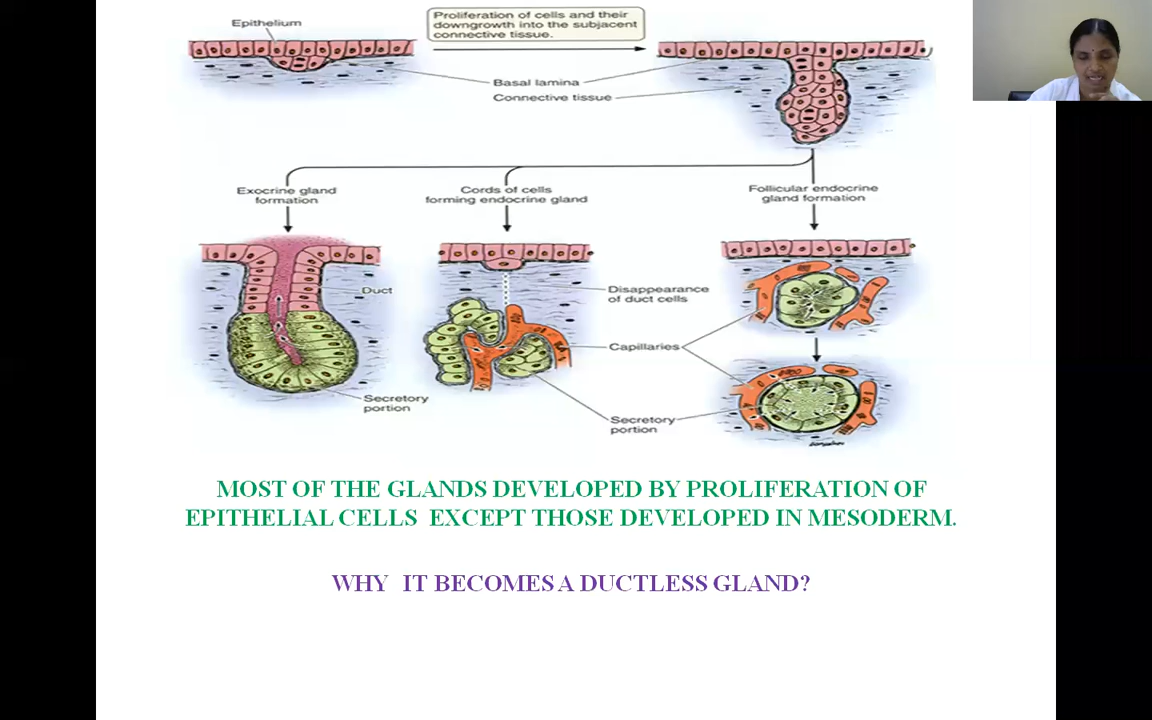 Epithelium
Proliferation of cells and their
downgrowth into the subjacent
connective tissue.
Basal lamina
Connective tissue
Exocrine gland
formation
Cords of cells
forming endocrine gland
Follicular endocrine
gland formation
Duct
Disappearance
of duct cells
Capillaries
Secretory
portion
Secretory
portion
MOST OF THE GLANDS DEVELOPED BY PROLIFERATION OF
EPITHELIAL CELLS EXCEPT THOSE DEVELOPED IN MESODERM.
WHY IT BECOMES A DUCTLESS GLAND?